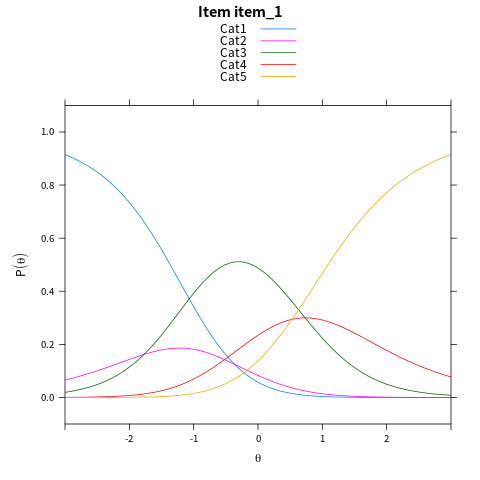 Item item_1
Cat1
Cat2
Cat3
Cat4
Cat5
1.0
0.8
0.6
0.4
0.2
0.0
P(θ)
-2 -1 0 1 2
θ